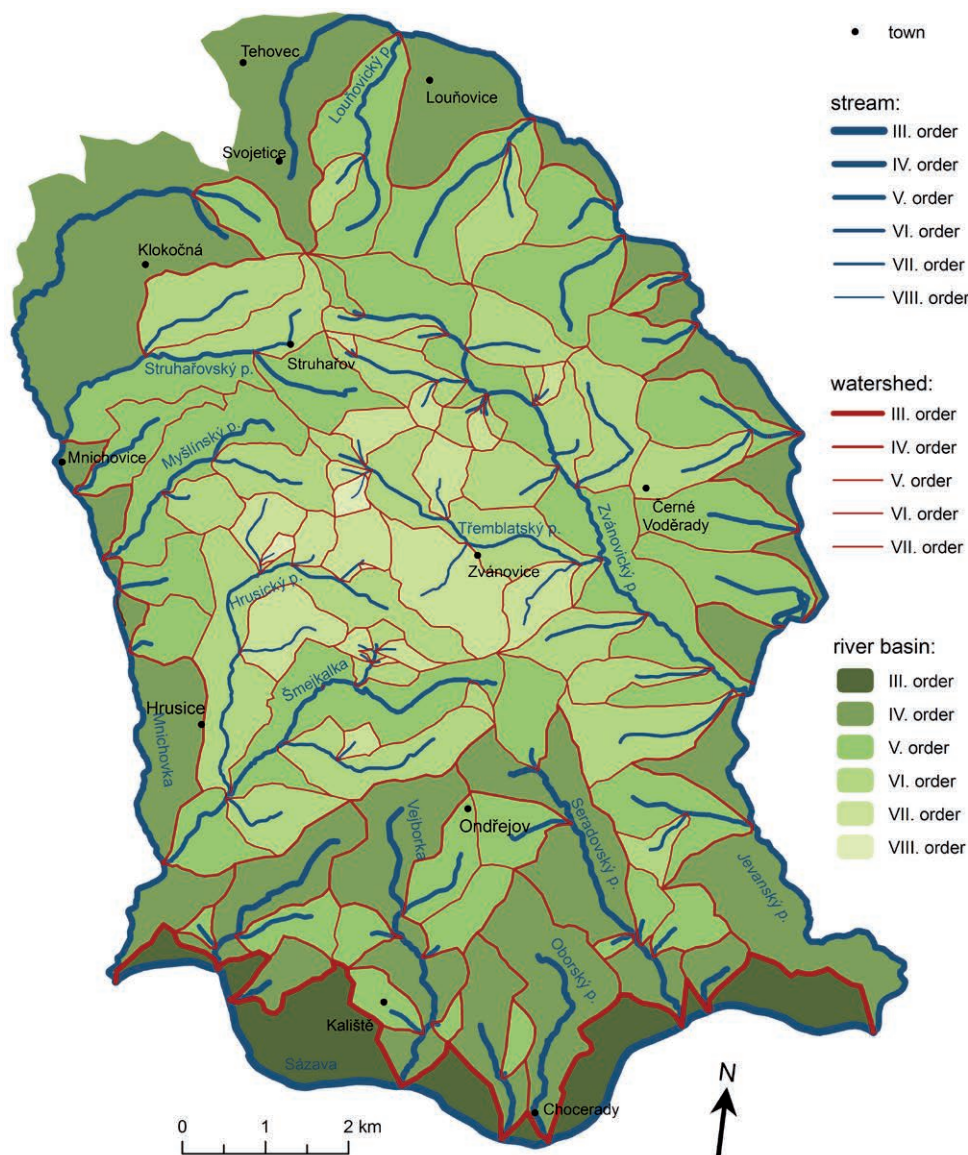 Tehovec
Louňovický p.
Louňovice
Svojetice
Klokočná
Struhařov
Struhařovský p.
Mnichovice
Myšlínský p.
Černé
Voděrady
Třemblatský p.
Zvánovický p.
Zvánovice
Hrusický p.
Šmejkalka
Hrusice
Mnichovka
Vejborka
Ondřejov
Seradovský p.
Jevanský p.
Oborský p.
Kaliště
Sázava
Chocerady
0 1 2 km
N
town
stream:
III. order
IV. order
V. order
VI. order
VII. order
VIII. order
watershed:
III. order
IV. order
V. order
VI. order
VII. order
river basin:
III. order
IV. order
V. order
VI. order
VII. order
VIII. order